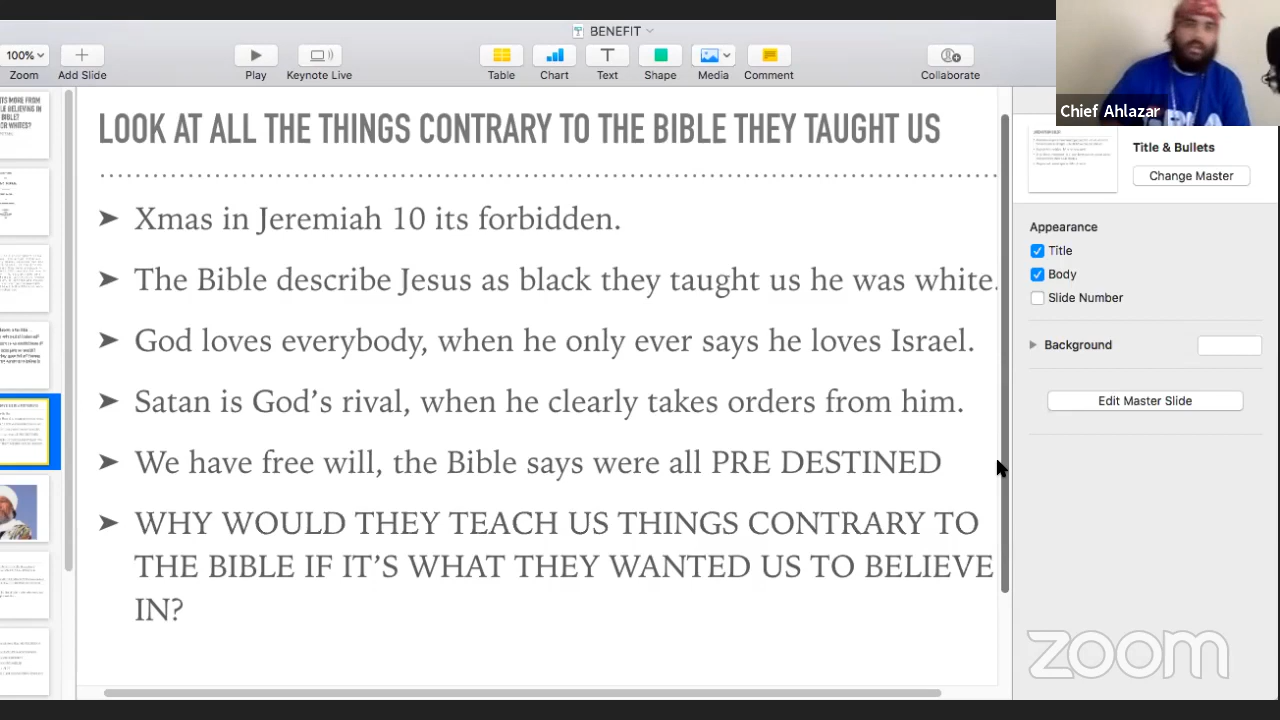 BENEFIT
100%
Zoom
Add Slide
Play
Keynote Live
Table
Chart
Text
Shape
Media
Comment
Collaborate
Chief Ahlazar
LOOK AT ALL THE THINGS CONTRARY TO THE BIBLE THEY TAUGHT US
➤ Xmas in Jeremiah 10 its forbidden.
➤ The Bible describe Jesus as black they taught us he was white.
➤ God loves everybody, when he only ever says he loves Israel.
➤ Satan is God’s rival, when he clearly takes orders from him.
➤ We have free will, the Bible says were all PRE DESTINED
➤ WHY WOULD THEY TEACH US THINGS CONTRARY TO
THE BIBLE IF IT’S WHAT THEY WANTED US TO BELIEVE
IN?
Title & Bullets
Change Master
Appearance
Title
Body
Slide Number
Background
Edit Master Slide
zoom